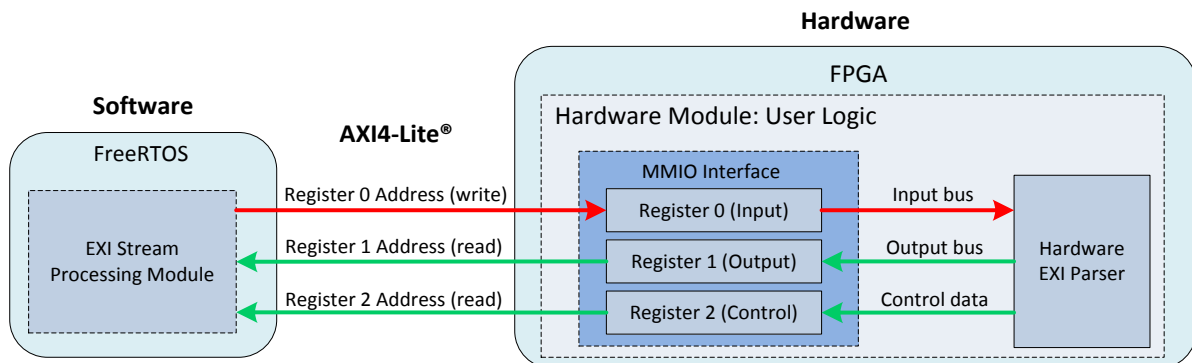 Hardware
FPGA
Software
AXI4-Lite®
Hardware Module: User Logic
FreeRTOS
MMIO Interface
Register 0 Address (write)
Register 0 (Input)
Input bus
EXI Stream
Processing Module
Register 1 Address (read)
Register 1 (Output)
Output bus
Hardware
EXI Parser
Register 2 Address (read)
Register 2 (Control)
Control data